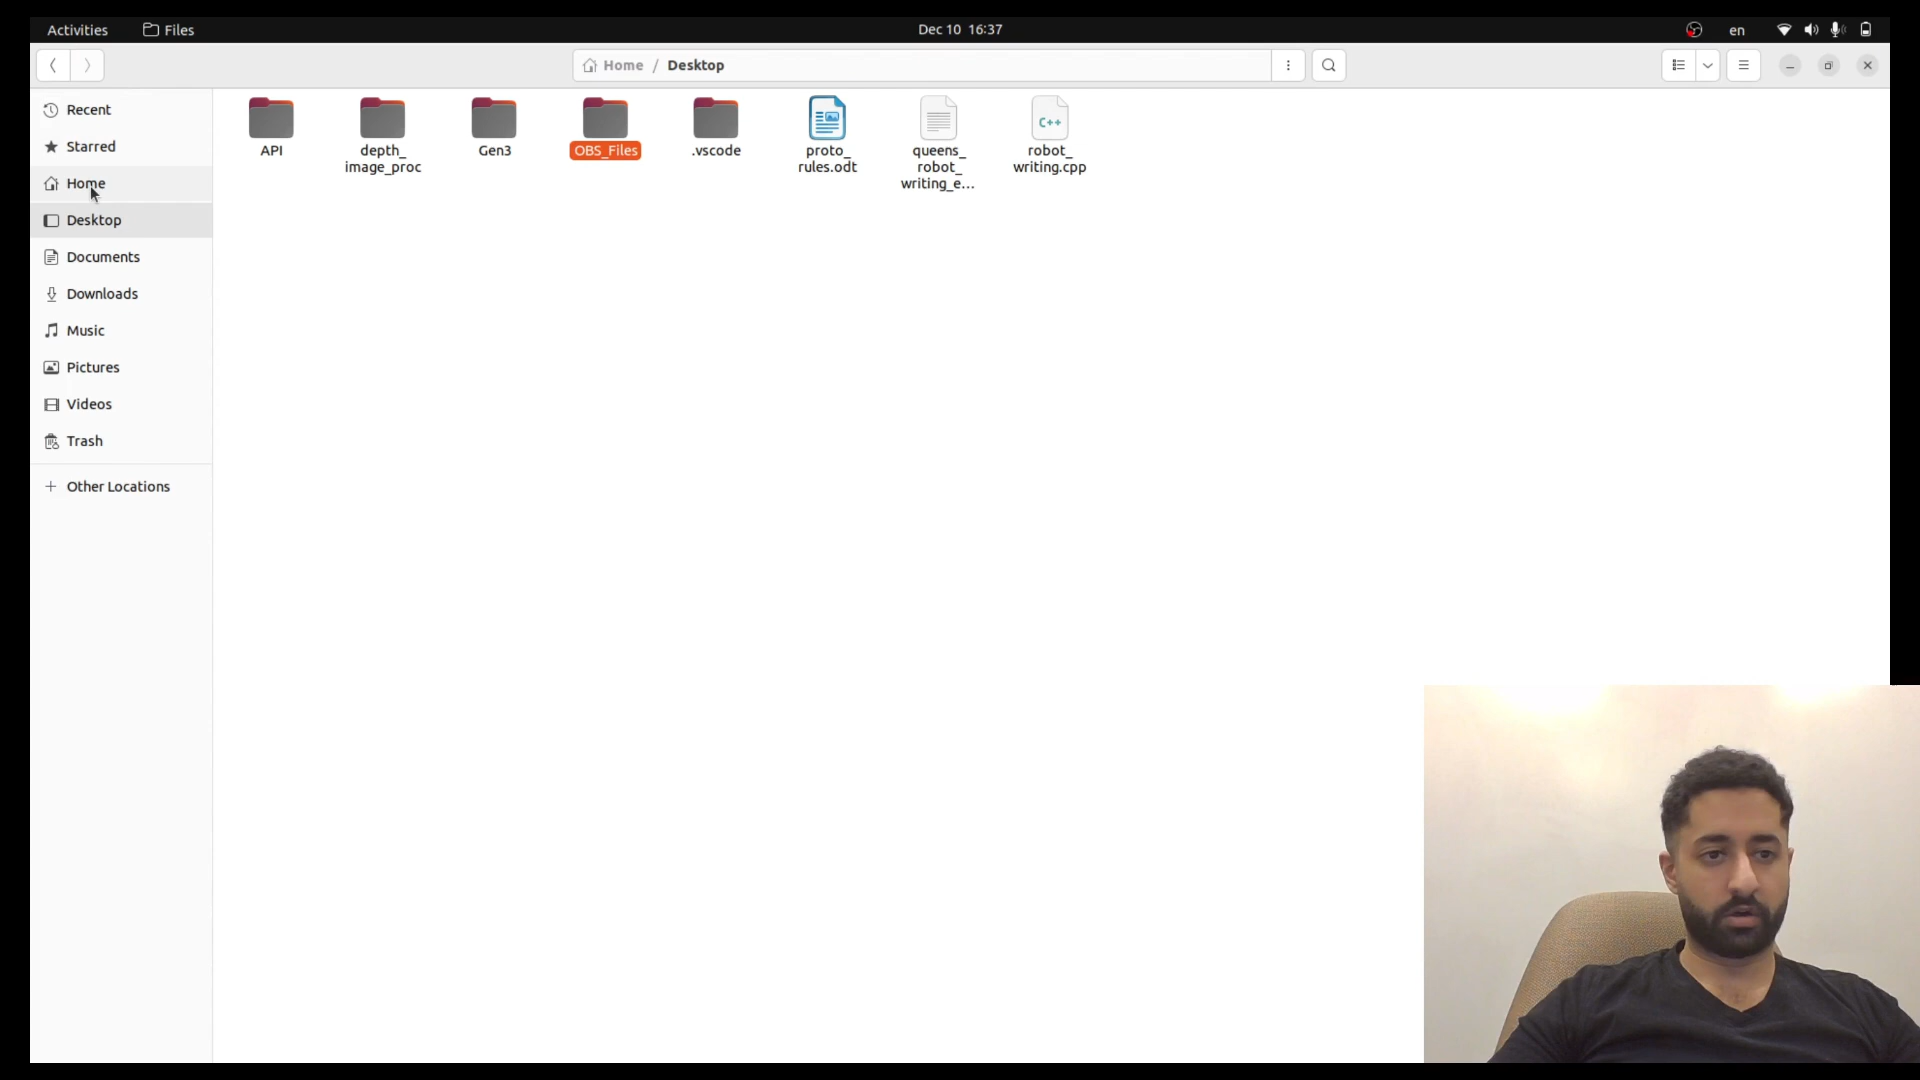 Activities Files Dec 10 16:37 en
Home / Desktop
Recent
Starred
Home
Desktop
Documents
Downloads
Music
Pictures
Videos
Trash
Other Locations
API
depth_
image_proc
Gen3
OBS_Files
.vscode
proto_
rules.odt
queens_
robot_
writing_e...
robot_
writing.cpp
C++